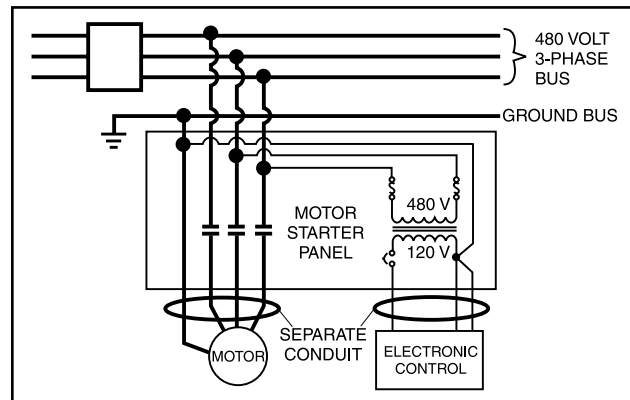 480 VOLT
3-PHASE
BUS
GROUND BUS
MOTOR
STARTER
PANEL
480 V
120 V
SEPARATE
CONDUIT
MOTOR
ELECTRONIC
CONTROL